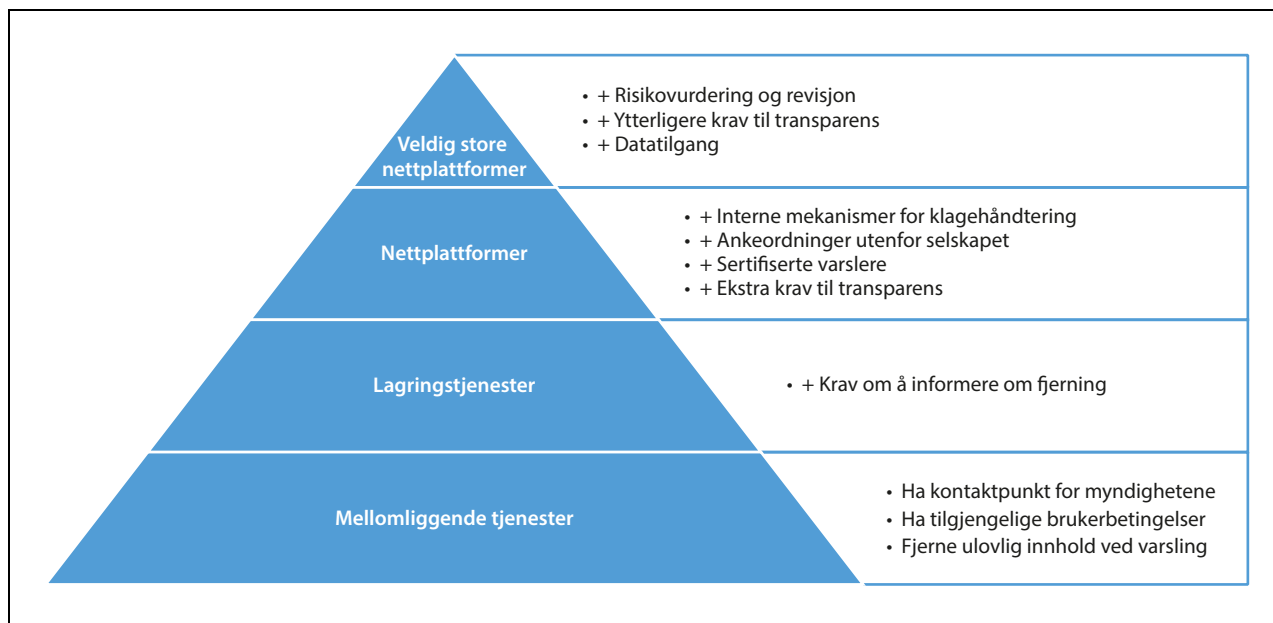 Veldig store
nettplattformer
• + Risikovurdering og revisjon
• + Ytterligere krav til transparens
• + Datatilgang
Nettplattformer
• + Interne mekanismer for klagehåndtering
• + Ankeordninger utenfor selskapet
• + Sertifiserte varslere
• + Ekstra krav til transparens
Lagringstjenester
• + Krav om å informere om fjerning
Mellomliggende tjenester
• Ha kontaktpunkt for myndighetene
• Ha tilgjengelige brukerbetingelser
• Fjerne ulovlig innhold ved varsling